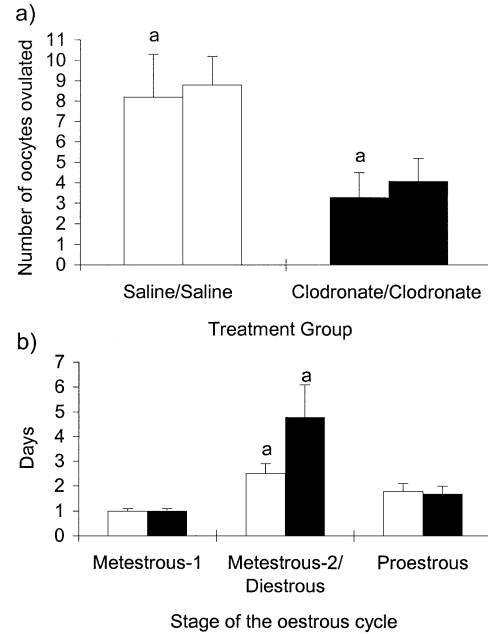 a)
Number of oocytes ovulated
11
10
9
8
7
6
5
4
3
2
1
0
a
a
Saline/Saline
Clodronate/Clodronate
Treatment Group
b)
Days
7
6
5
4
3
2
1
0
a
a
Metestrous-1
Metestrous-2/
Diestrous
Proestrous
Stage of the oestrous cycle